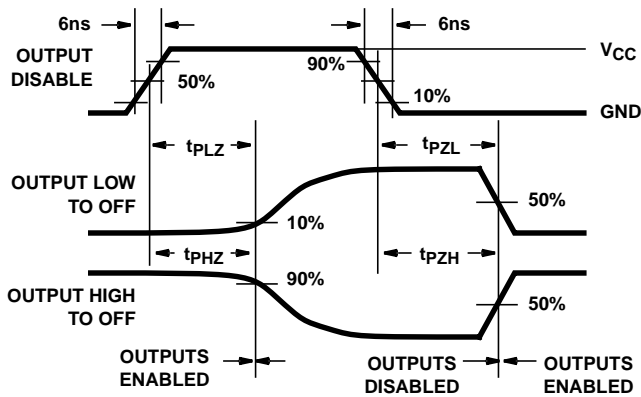 6ns
6ns
OUTPUT
DISABLE
50%
90%
10%
VCC
GND
tPLZ
tPZL
OUTPUT LOW
TO OFF
10%
50%
tPHZ
tPZH
OUTPUT HIGH
TO OFF
90%
50%
OUTPUTS
ENABLED
OUTPUTS
DISABLED
OUTPUTS
ENABLED